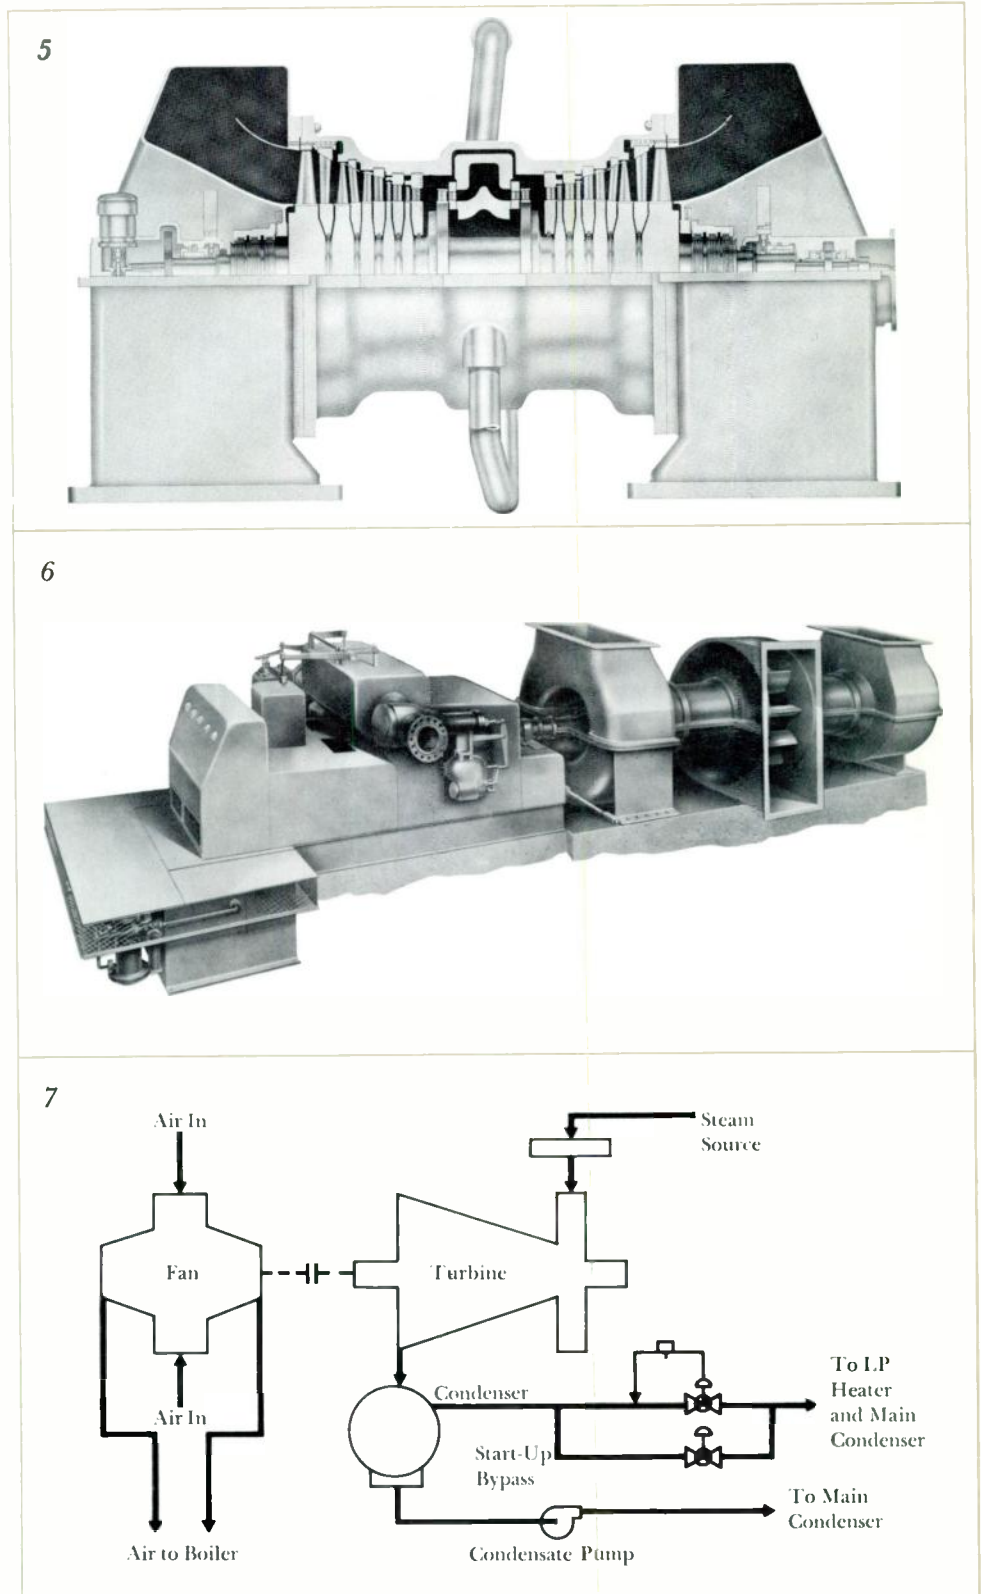 5
6
7
Air In
Steam
Source
Fan
Turbine
Air In
Condenser
To LP
Heater
and Main
Condenser
Start-Up
Bypass
To Main
Condenser
Air to Boiler
Condensate Pump